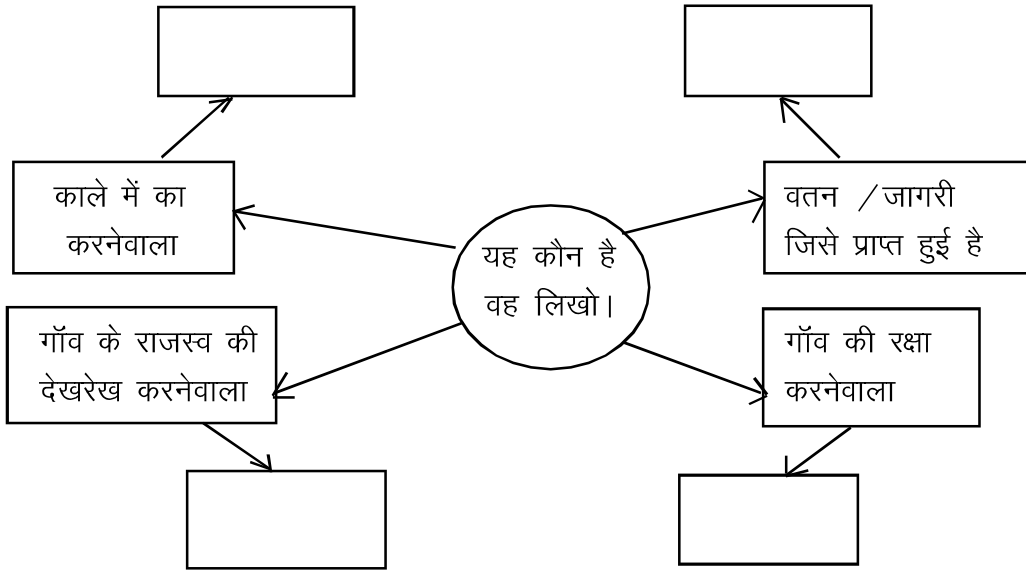 काले में का
करनेवाला
वतन /जागरी
जिसे प्राप्त हुई है
यह कौन है
वह लिखो।
गॉव के राजस्व की
देखरेख करनेवाला
गॉव की रक्षा
करनेवाला